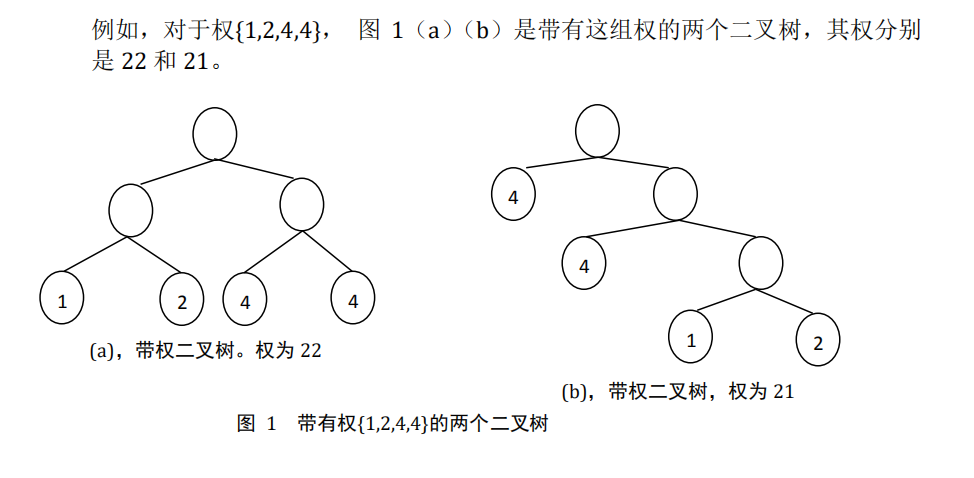 例如，对于权{1,2,4,4}， 图 1（a）（b）是带有这组权的两个二叉树，其权分别
是 22 和 21。
4
4
1 2 4 4
1 2
(a)，带权二叉树。权为 22
(b)，带权二叉树，权为 21
图 1 带有权{1,2,4,4}的两个二叉树